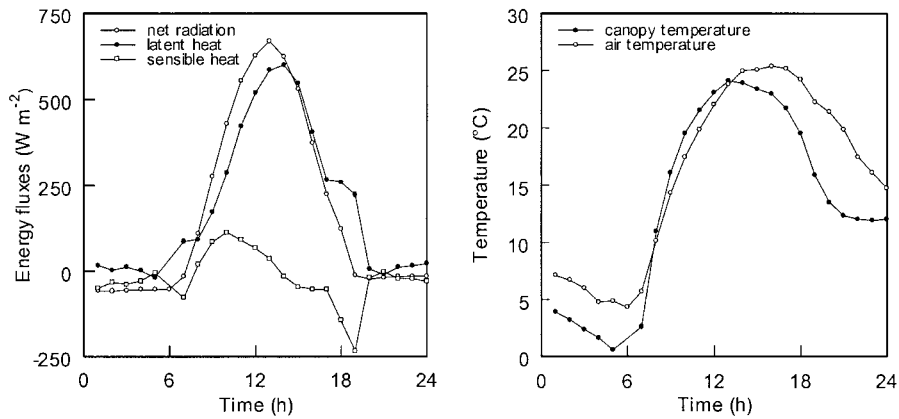 750
500
250
0
-250
Energy fluxes (W m-2)
net radiation
latent heat
sensible heat
0
6
12
18
24
Time (h)
30
25
20
15
10
5
0
Temperature (°C)
canopy temperature
air temperature
0
6
12
18
24
Time (h)